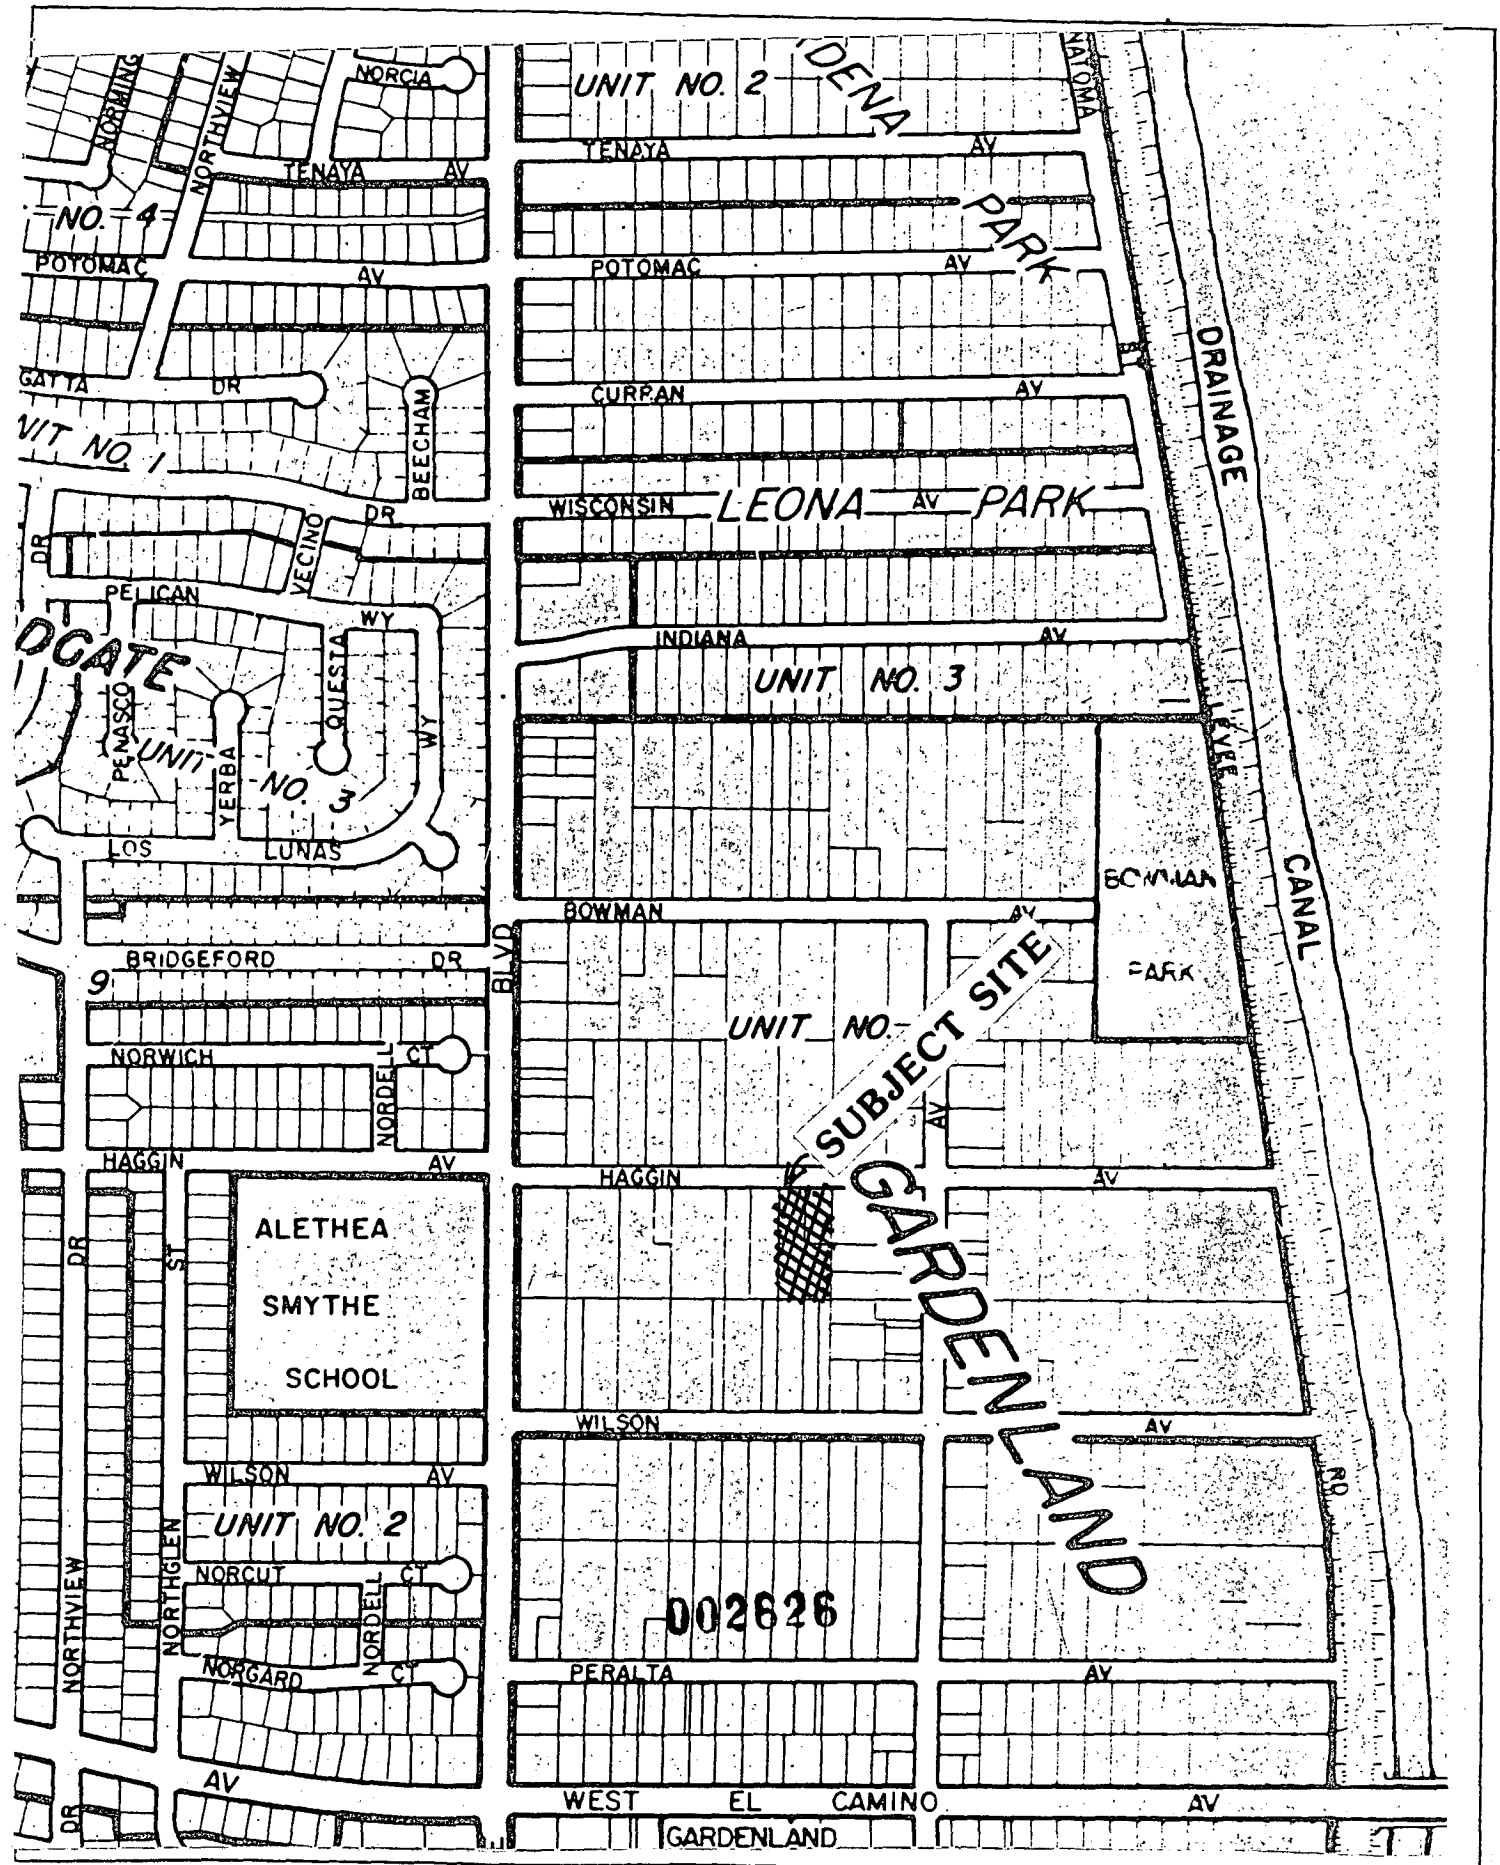 NORMING
NORTHVIEW
NORCIA
UNIT NO. 2
DENA
PARK
NATOMA
TENAYA AV
TENAYA AV
NO. 4
POTOMAC AV
POTOMAC AV
GATTA DR
BEECHAM
CURRAN AV
ST
DRAINAGE
CANAL
NIT NO. 1
DR
VECINO
DR
WISCONSIN AV
LEONA PARK
PELICAN WY
DGATE
PENASCO
YERBA
QUESTA
WY
UNIT NO. 3
INDIANA AV
UNIT NO. 3
LEVEE
LOS LUNAS
BOWMAN AV
BOWMAN
PARK
BLVD
BRIDGEFORD DR
9
UNIT NO.
SUBJECT SITE
NORWICH CT
NORDELL
AV
HAGGIN AV
HAGGIN AV
DR
ST
ALETHEA
SMYTHE
SCHOOL
GARDENLAND
WILSON AV
WILSON AV
RD
UNIT NO. 2
NORTHVIEW
NORTHGLEN
NORCUT CT
NORDELL
002626
NORGARD CT
PERALTA AV
AV
DR
WEST EL CAMINO AV
GARDENLAND